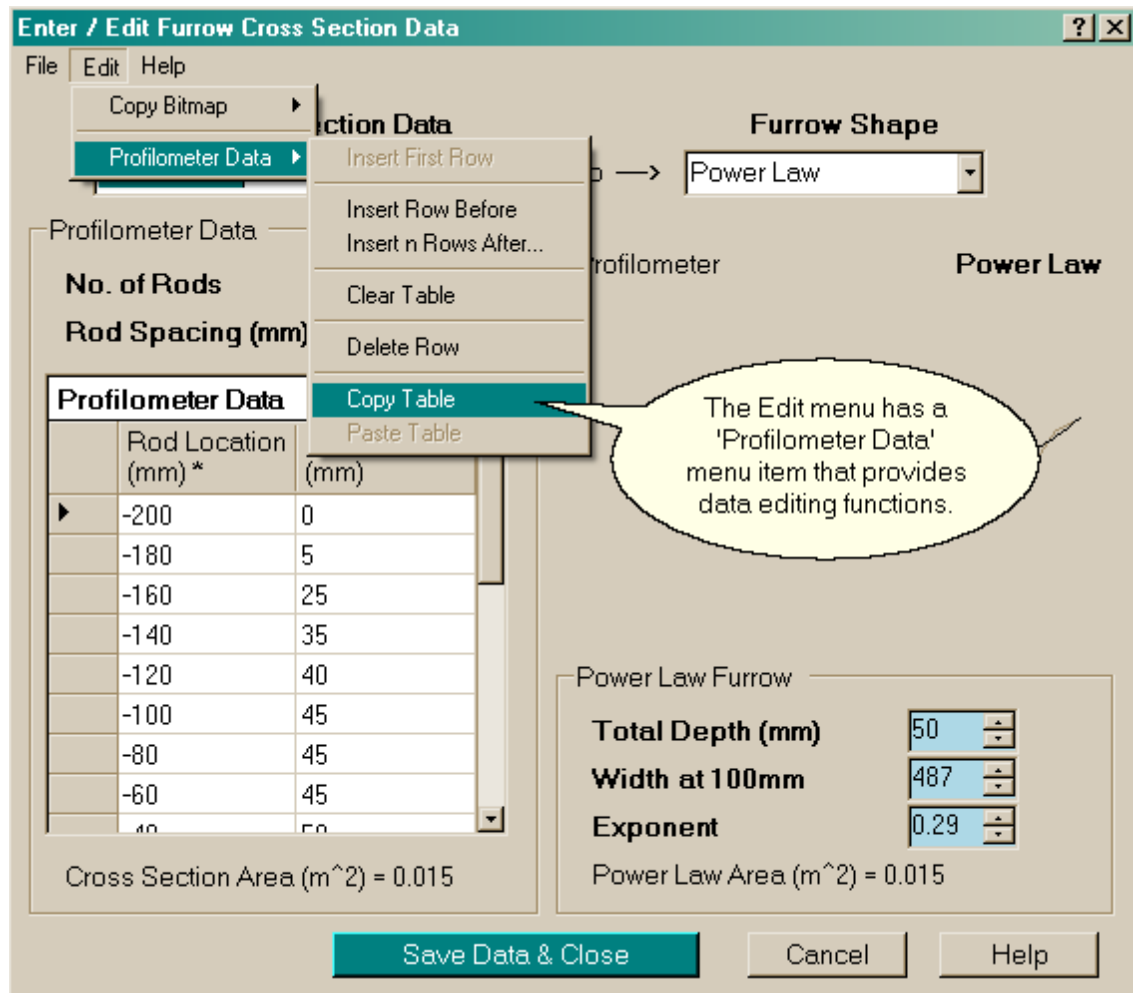 Enter / Edit Furrow Cross Section Data
File Edit Help
Copy Bitmap
Profilometer Data
Insert First Row
Insert Row Before
Insert n Rows After...
Clear Table
Delete Row
Copy Table
Paste Table
Section Data
Furrow Shape
Power Law
Profilometer Data
No. of Rods
Rod Spacing (mm)
Profilometer Power Law
Profilometer Data
Rod Location
(mm) * (mm)
-200 0
-180 5
-160 25
-140 35
-120 40
-100 45
-80 45
-60 45
-40 50
Cross Section Area (m^2) = 0.015
The Edit menu has a
'Profilometer Data'
menu item that provides
data editing functions.
Power Law Furrow
Total Depth (mm) 50
Width at 100mm 487
Exponent 0.29
Power Law Area (m^2) = 0.015
Save Data & Close Cancel Help